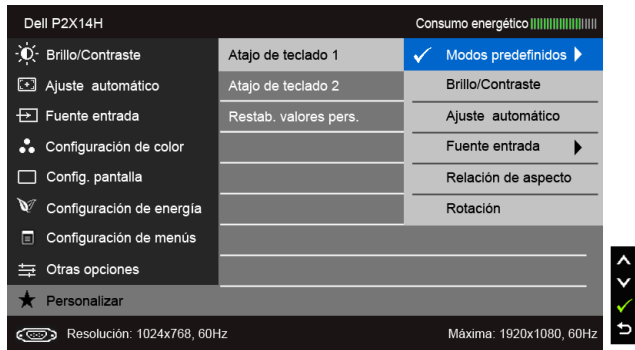 Dell P2X14H Consumo energético
Brillo/Contraste Atajo de teclado 1 Modos predefinidos
Ajuste automático Atajo de teclado 2 Brillo/Contraste
Fuente entrada Restab. valores pers. Ajuste automático
Configuración de color Fuente entrada
Config. pantalla Relación de aspecto
Configuración de energía Rotación
Configuración de menús
Otras opciones
Personalizar
Resolución: 1024x768, 60Hz Máxima: 1920x1080, 60Hz